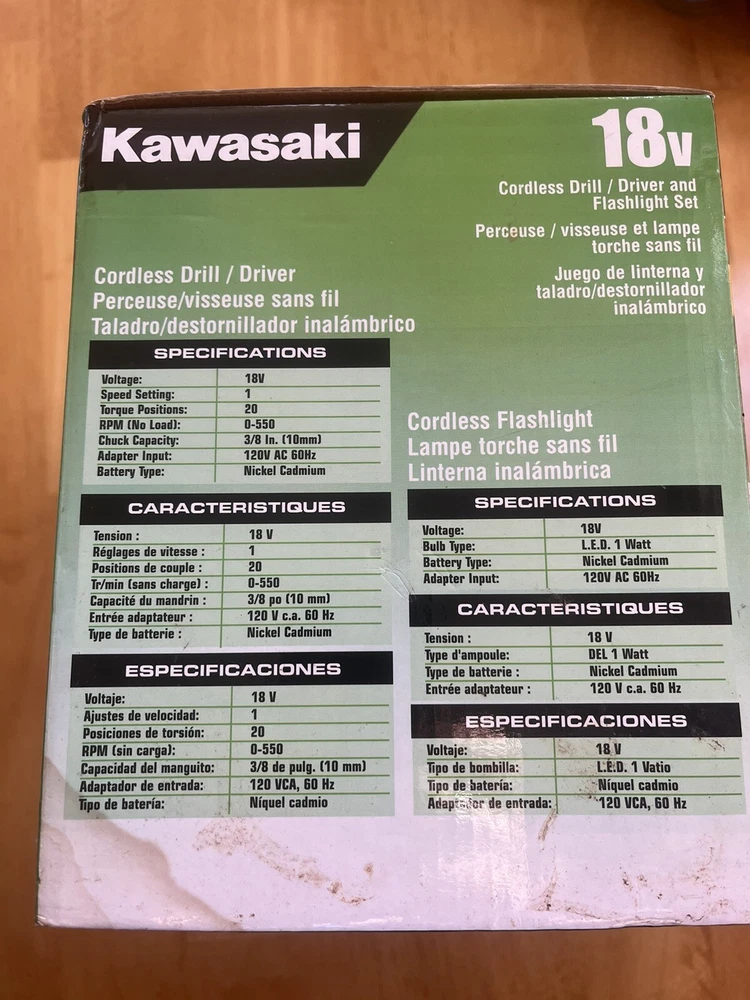 Kawasaki
18V
Cordless Drill / Driver and
Flashlight Set
Perceuse / visseuse et lampe
torche sans fil
Juego de linterna y
taladro/destornillador
inalámbrico
Cordless Drill / Driver
Perceuse/visseuse sans fil
Taladro/destornillador inalámbrico
SPECIFICATIONS
Voltage: 18V
Speed Setting: 1
Torque Positions: 20
RPM (No Load): 0-550
Chuck Capacity: 3/8 In. (10mm)
Adapter Input: 120V AC 60Hz
Battery Type: Nickel Cadmium
CARACTERISTIQUES
Tension : 18 V
Réglages de vitesse : 1
Positions de couple : 20
Tr/min (sans charge) : 0-550
Capacité du mandrin : 3/8 po (10 mm)
Entrée adaptateur : 120 V c.a. 60 Hz
Type de batterie : Nickel Cadmium
ESPECIFICACIONES
Voltaje: 18 V
Ajustes de velocidad: 1
Posiciones de torsión: 20
RPM (sin carga): 0-550
Capacidad del manguito: 3/8 de pulg. (10 mm)
Adaptador de entrada: 120 VCA, 60 Hz
Tipo de batería: Níquel cadmio
Cordless Flashlight
Lampe torche sans fil
Linterna inalámbrica
SPECIFICATIONS
Voltage: 18V
Bulb Type: L.E.D. 1 Watt
Battery Type: Nickel Cadmium
Adapter Input: 120V AC 60Hz
CARACTERISTIQUES
Tension : 18 V
Type d'ampoule: DEL 1 Watt
Type de batterie : Nickel Cadmium
Entrée adaptateur : 120 V c.a. 60 Hz
ESPECIFICACIONES
Voltaje: 18 V
Tipo de bombilla: L.E.D. 1 Vatio
Tipo de batería: Níquel cadmio
Adaptador de entrada: 120 VCA, 60 Hz